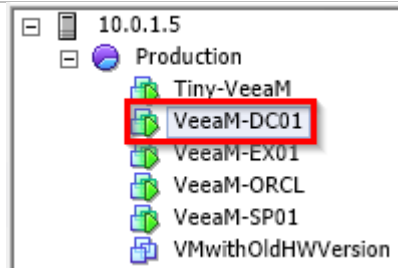 10.0.1.5
Production
Tiny-VeeaM
VeeaM-DC01
VeeaM-EX01
VeeaM-ORCL
VeeaM-SP01
VMwithOldHWVersion